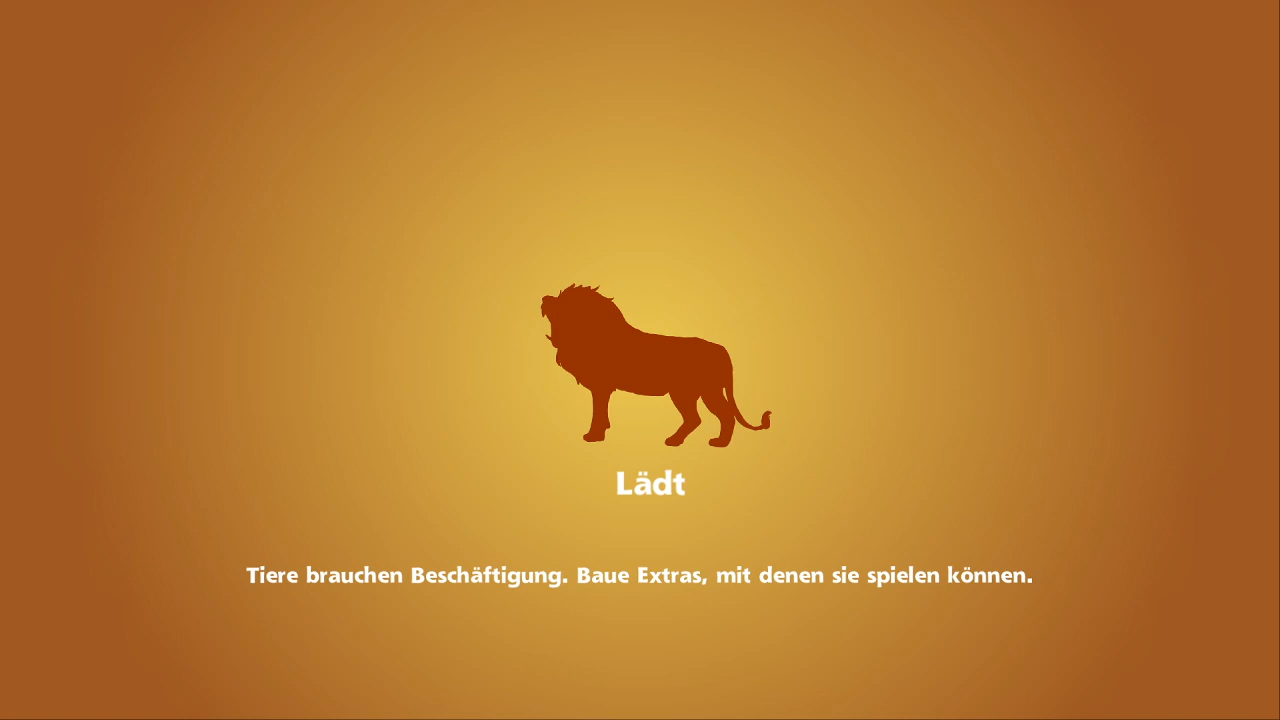 Lädt
Tiere brauchen Beschäftigung. Baue Extras, mit denen sie spielen können.